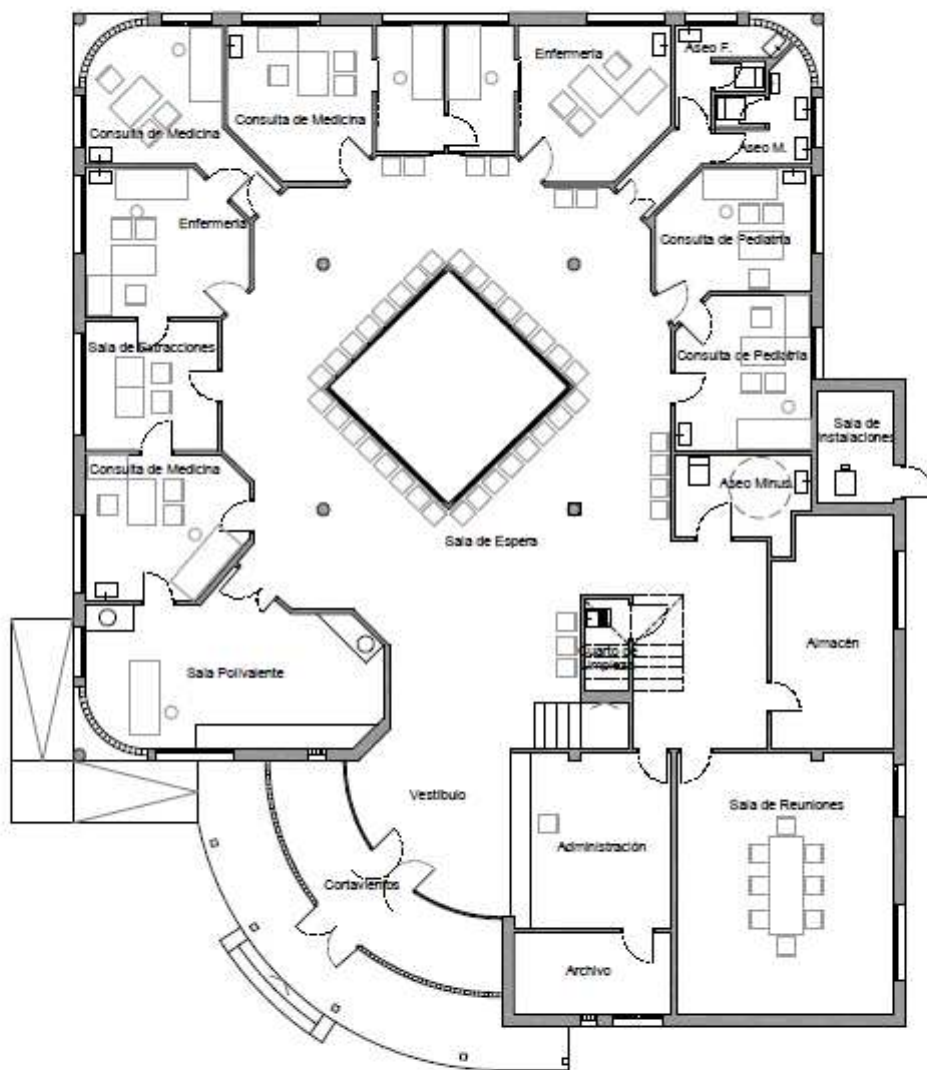 Enfermería
Aseo F.
Consulta de Medicina
Consulta de Medicina
Aseo M.
Enfermería
Consulta de Pediatría
Sala de Extracciones
Consulta de Pediatría
Sala de
Instalaciones
Consulta de Medicina
Aseo Minus.
Sala de Espera
Almacén
Cuarto de
Limpieza
Sala Polivalente
Vestíbulo
Sala de Reuniones
Administración
Cortavientos
Archivo